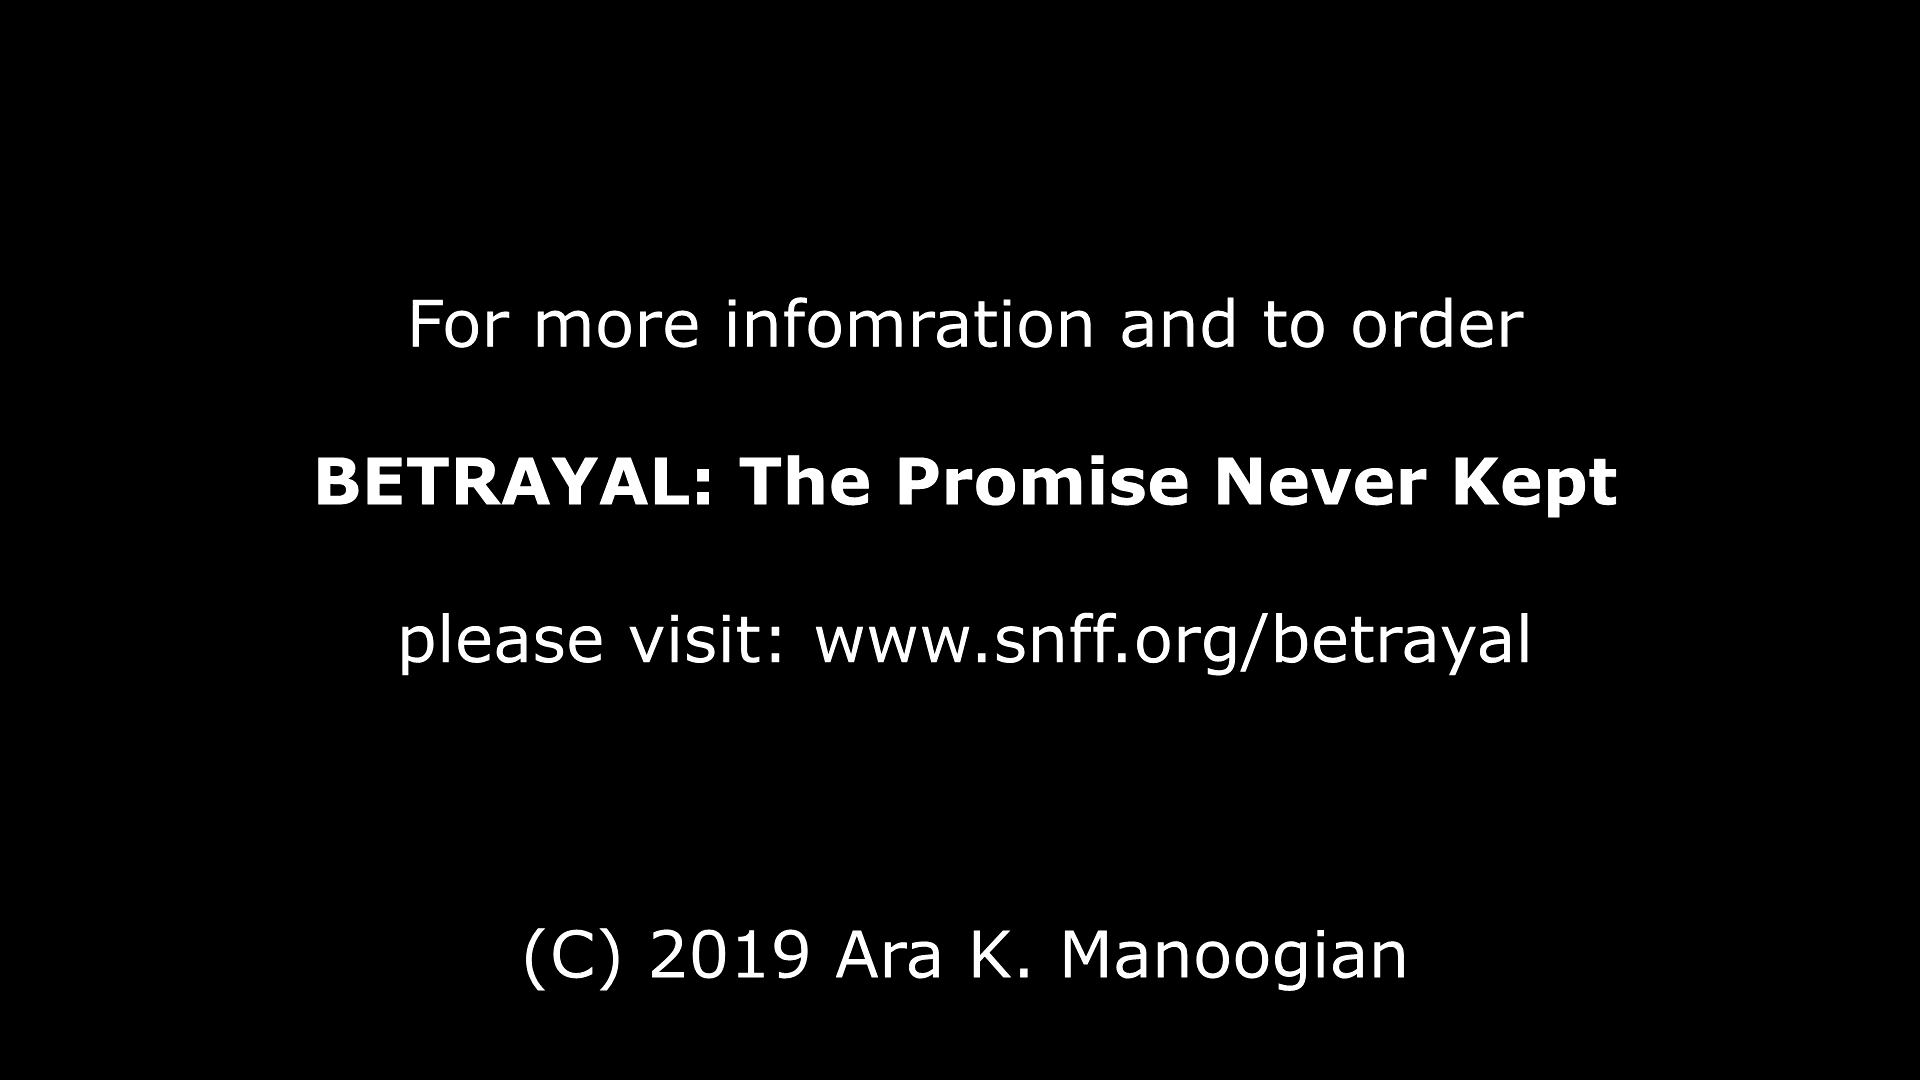 For more infomration and to order
BETRAYAL: The Promise Never Kept
please visit: www.snff.org/betrayal
(C) 2019 Ara K. Manoogian